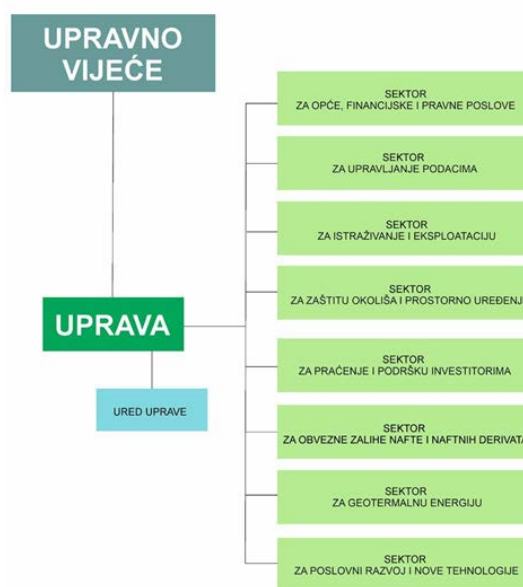 UPRAVNO
VIJEĆE
SEKTOR
ZA OPĆE, FINANCIJSKE I PRAVNE POSLOVE
SEKTOR
ZA UPRAVLJANJE PODACIMA
SEKTOR
ZA ISTRAŽIVANJE I EKSPLOATACIJU
SEKTOR
ZA ZAŠTITU OKOLIŠA I PROSTORNO UREĐENJ
UPRAVA
SEKTOR
ZA PRAĆENJE I PODRŠKU INVESTITORIMA
URED UPRAVE
SEKTOR
ZA OBVEZNE ZALIHE NAFTE I NAFTNIH DERIVATA
SEKTOR
ZA GEOTERMALNU ENERGIJU
SEKTOR
ZA POSLOVNI RAZVOJ I NOVE TEHNOLOGIJE